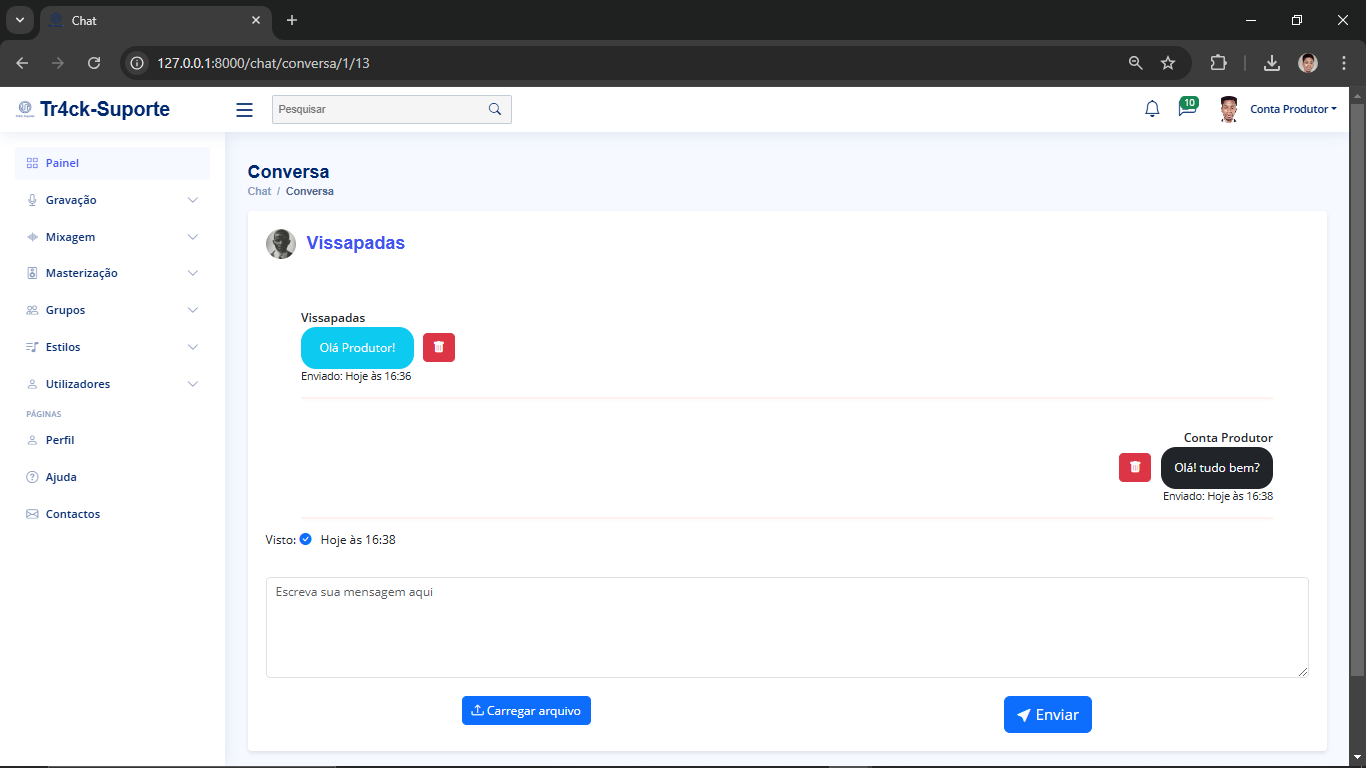 Chat
127.0.0.1:8000/chat/conversa/1/13
Tr4ck-Suporte
Pesquisar
10
Conta Produtor
Painel
Gravação
Mixagem
Masterização
Grupos
Estilos
Utilizadores
PÁGINAS
Perfil
Ajuda
Contactos
Conversa
Chat / Conversa
Vissapadas
Vissapadas
Olá Produtor!
Enviado: Hoje às 16:36
Conta Produtor
Olá! tudo bem?
Enviado: Hoje às 16:38
Visto: Hoje às 16:38
Escreva sua mensagem aqui
Carregar arquivo
Enviar